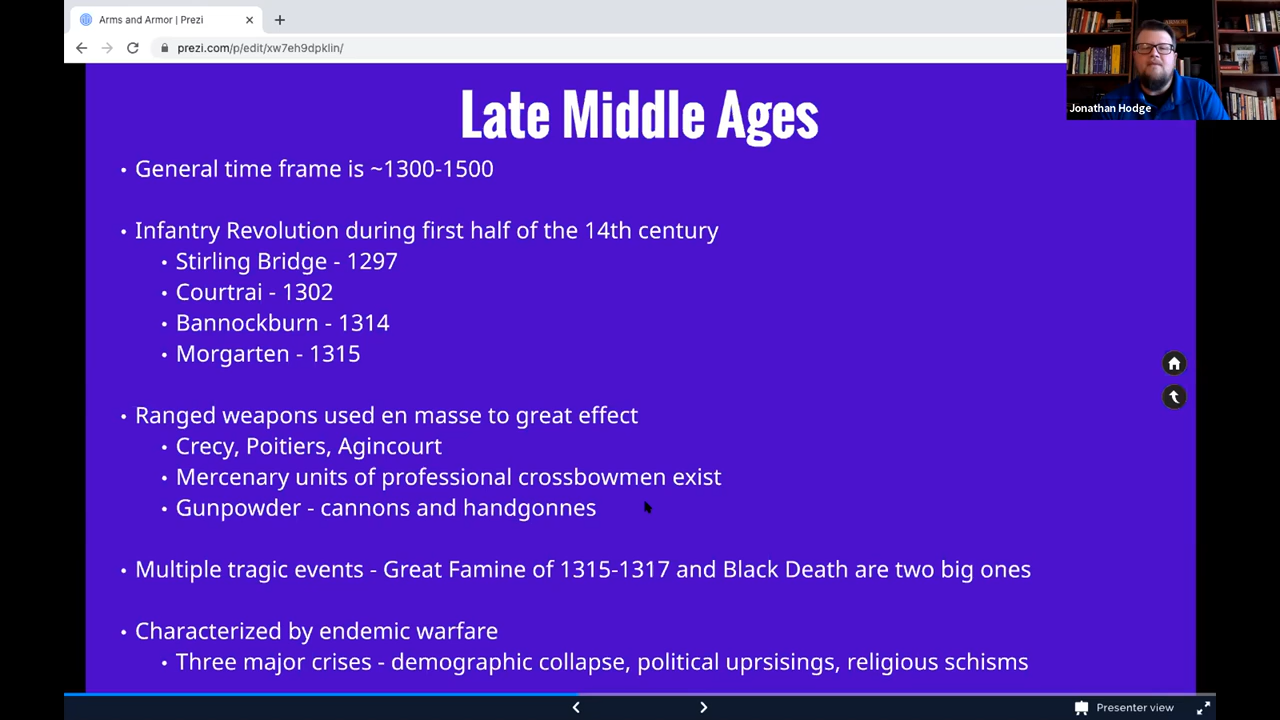 Arms and Armor | Prezi
prezi.com/p/edit/xw7eh9dpklin/
Jonathan Hodge
Late Middle Ages
• General time frame is ~1300-1500
• Infantry Revolution during first half of the 14th century
• Stirling Bridge - 1297
• Courtrai - 1302
• Bannockburn - 1314
• Morgarten - 1315
• Ranged weapons used en masse to great effect
• Crecy, Poitiers, Agincourt
• Mercenary units of professional crossbowmen exist
• Gunpowder - cannons and handgonnes
• Multiple tragic events - Great Famine of 1315-1317 and Black Death are two big ones
• Characterized by endemic warfare
• Three major crises - demographic collapse, political uprsisings, religious schisms
Presenter view